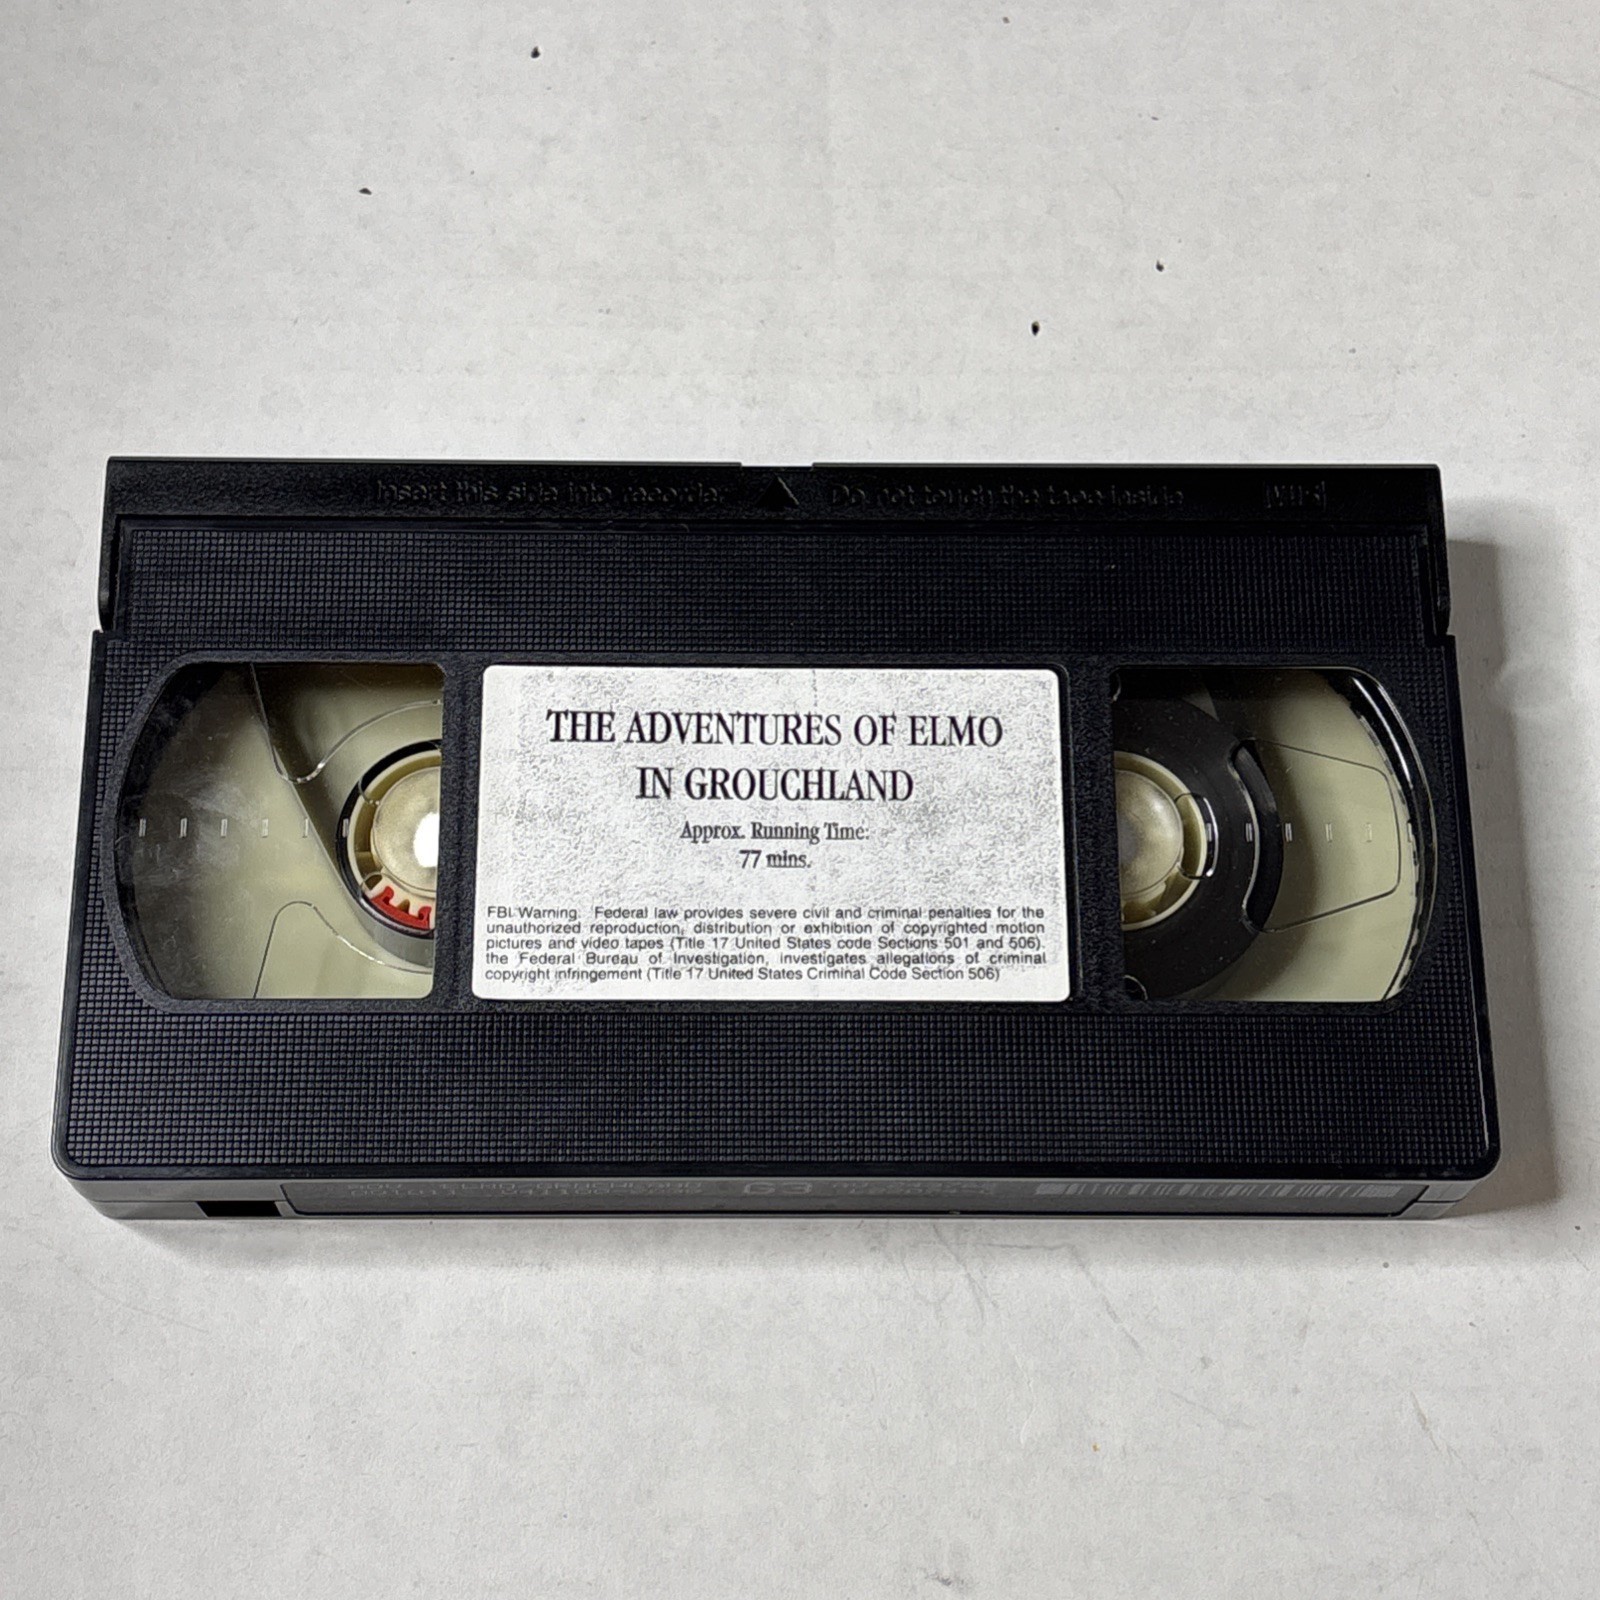 Insert this side into recorder ▲ Do not touch the tape inside VHS
THE ADVENTURES OF ELMO
IN GROUCHLAND
Approx. Running Time:
77 mins.
FBI Warning: Federal law provides severe civil and criminal penalties for the
unauthorized reproduction, distribution or exhibition of copyrighted motion
pictures and video tapes (Title 17 United States code Sections 501 and 506).
the Federal Bureau of Investigation, investigates allegations of criminal
copyright infringement (Title 17 United States Criminal Code Section 506)
G3